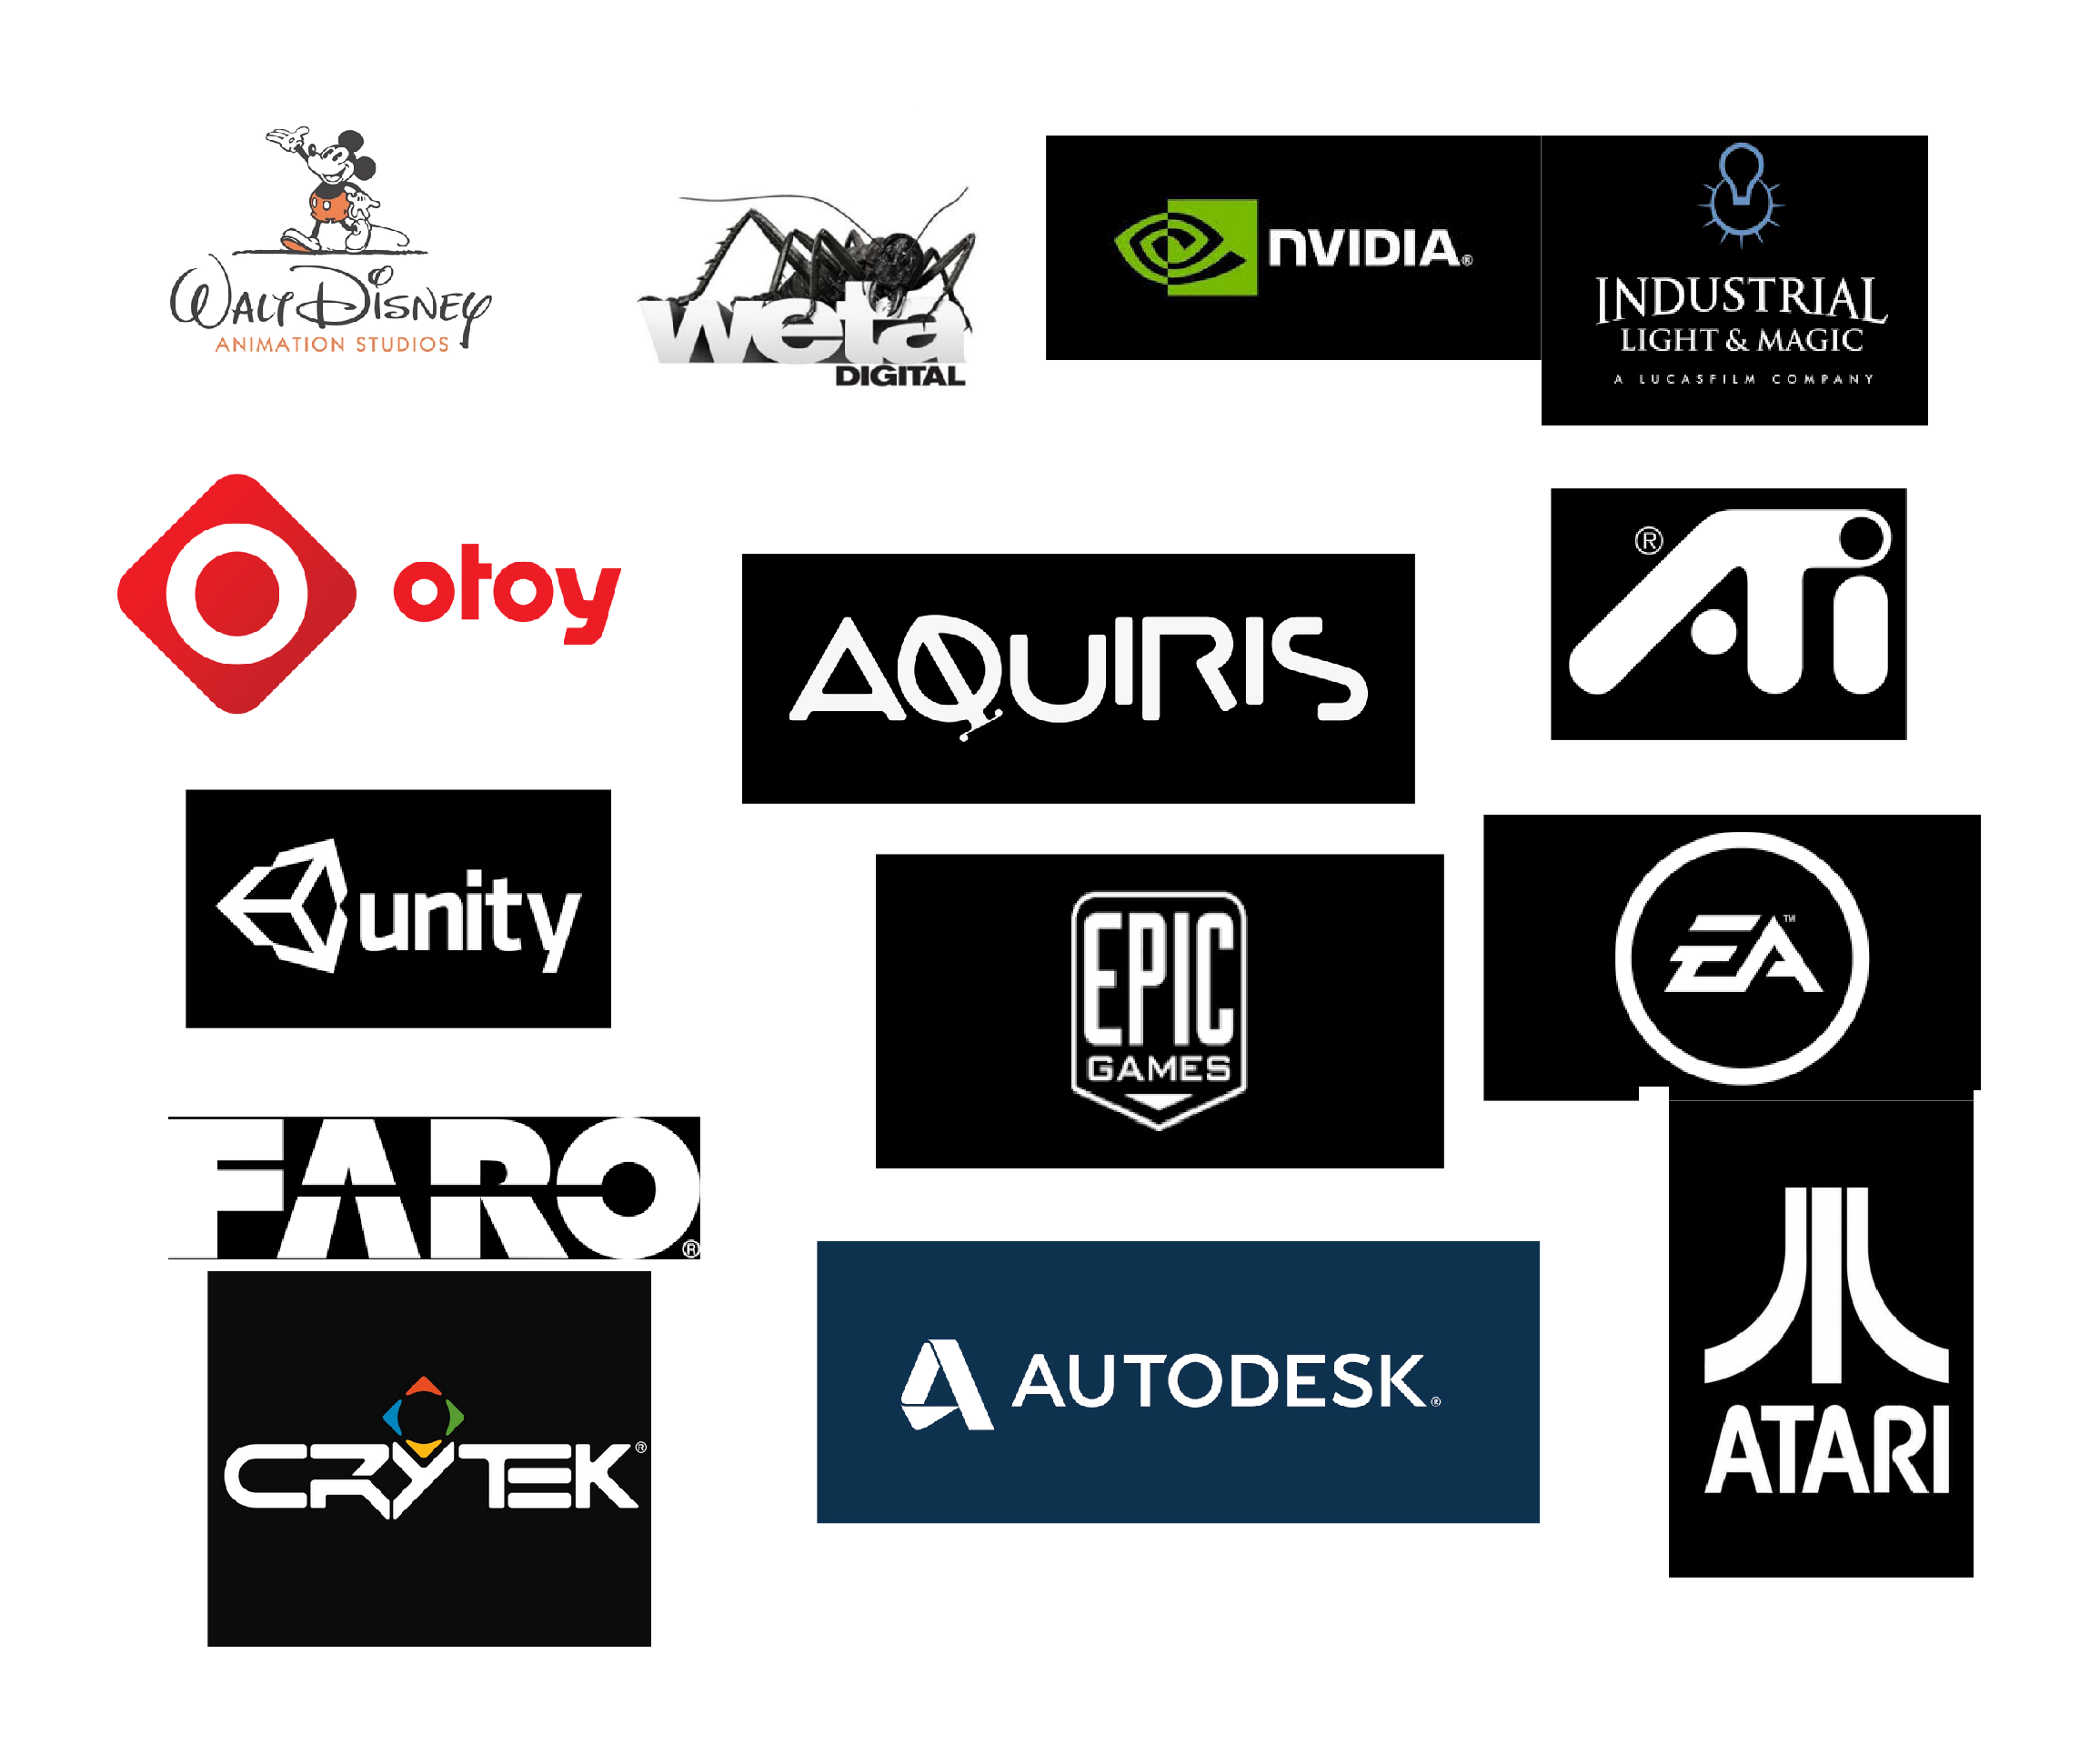 WALT DISNEY
ANIMATION STUDIOS
weta
DIGITAL
NVIDIA®
INDUSTRIAL
LIGHT & MAGIC
A LUCASFILM COMPANY
otoy
AQUIRIS
® ATi
unity
EPIC
GAMES
EA™
FARO®
CRYTEK®
AUTODESK®
ATARI